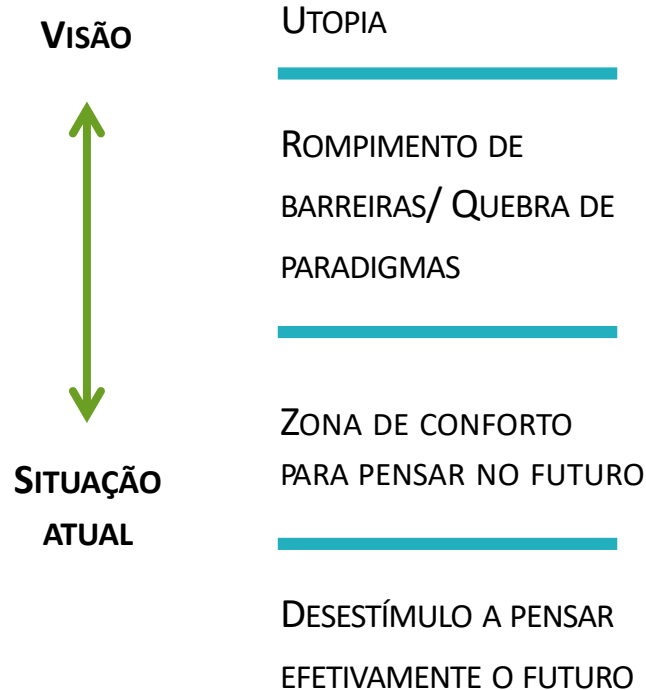 VISÃO
UTOPIA
ROMPIMENTO DE
BARREIRAS/ QUEBRA DE
PARADIGMAS
ZONA DE CONFORTO
PARA PENSAR NO FUTURO
SITUAÇÃO
ATUAL
DESESTÍMULO A PENSAR
EFETIVAMENTE O FUTURO